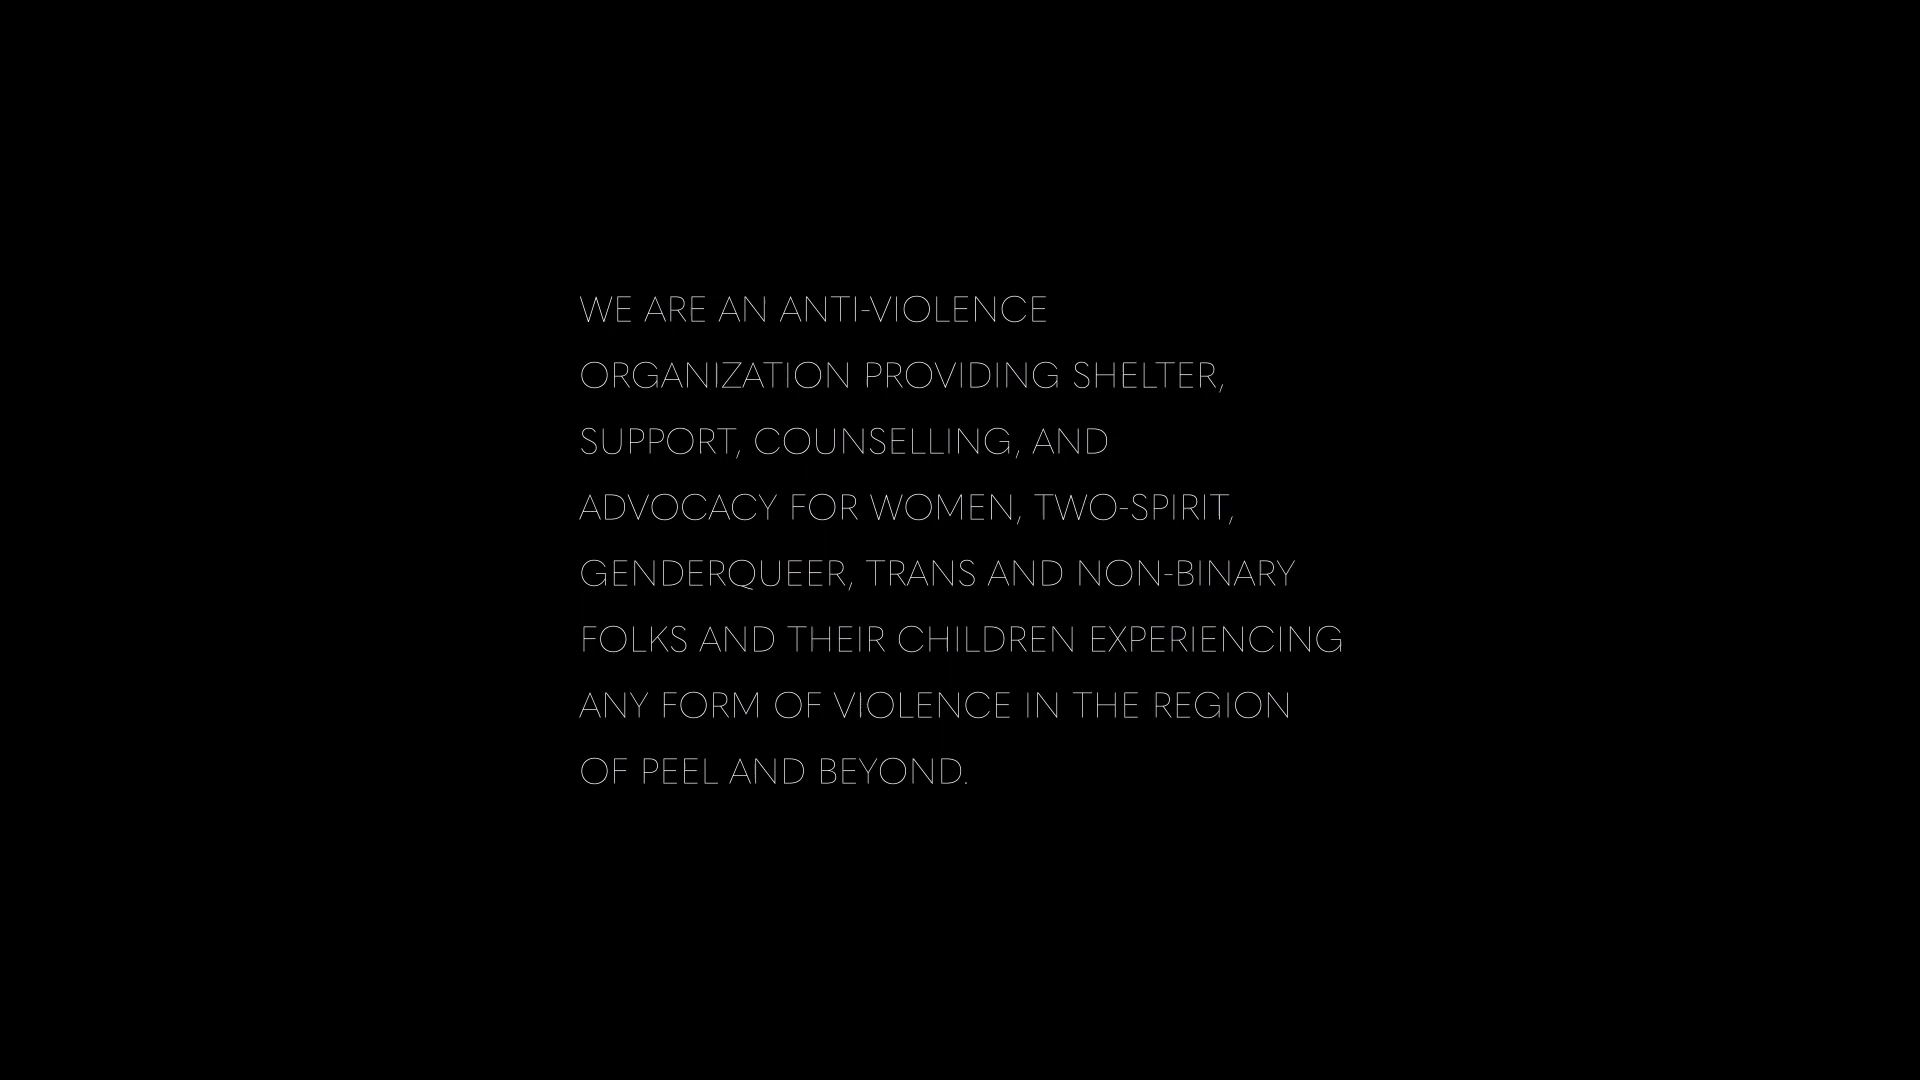 WE ARE AN ANTI-VIOLENCE
ORGANIZATION PROVIDING SHELTER,
SUPPORT, COUNSELLING, AND
ADVOCACY FOR WOMEN, TWO-SPIRIT,
GENDERQUEER, TRANS AND NON-BINARY
FOLKS AND THEIR CHILDREN EXPERIENCING
ANY FORM OF VIOLENCE IN THE REGION
OF PEEL AND BEYOND.